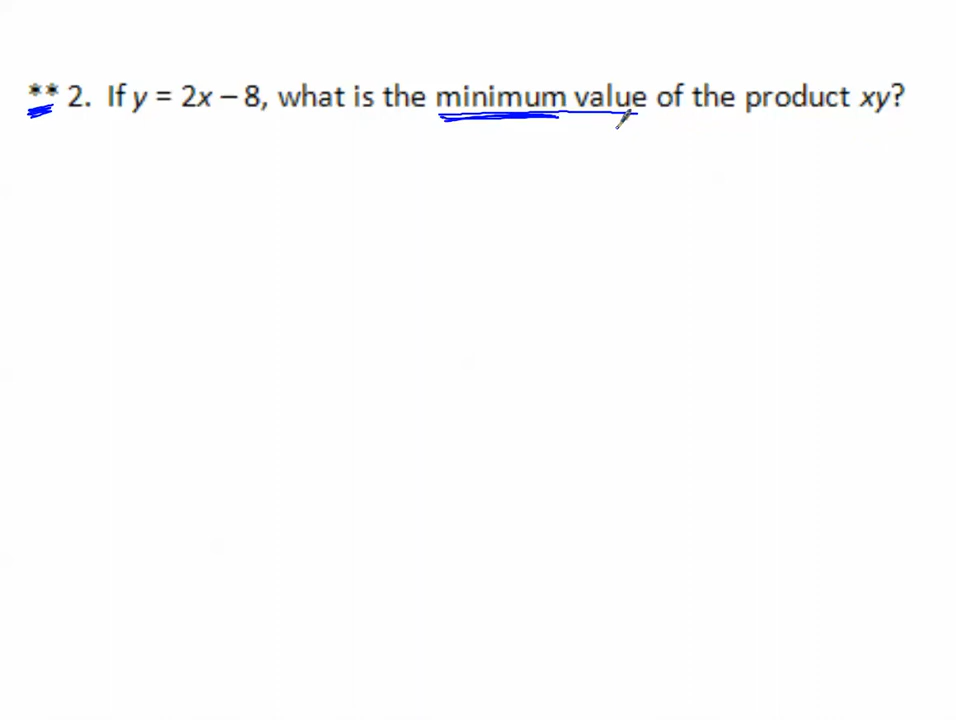 ** 2. If y = 2x – 8, what is the minimum value of the product xy?